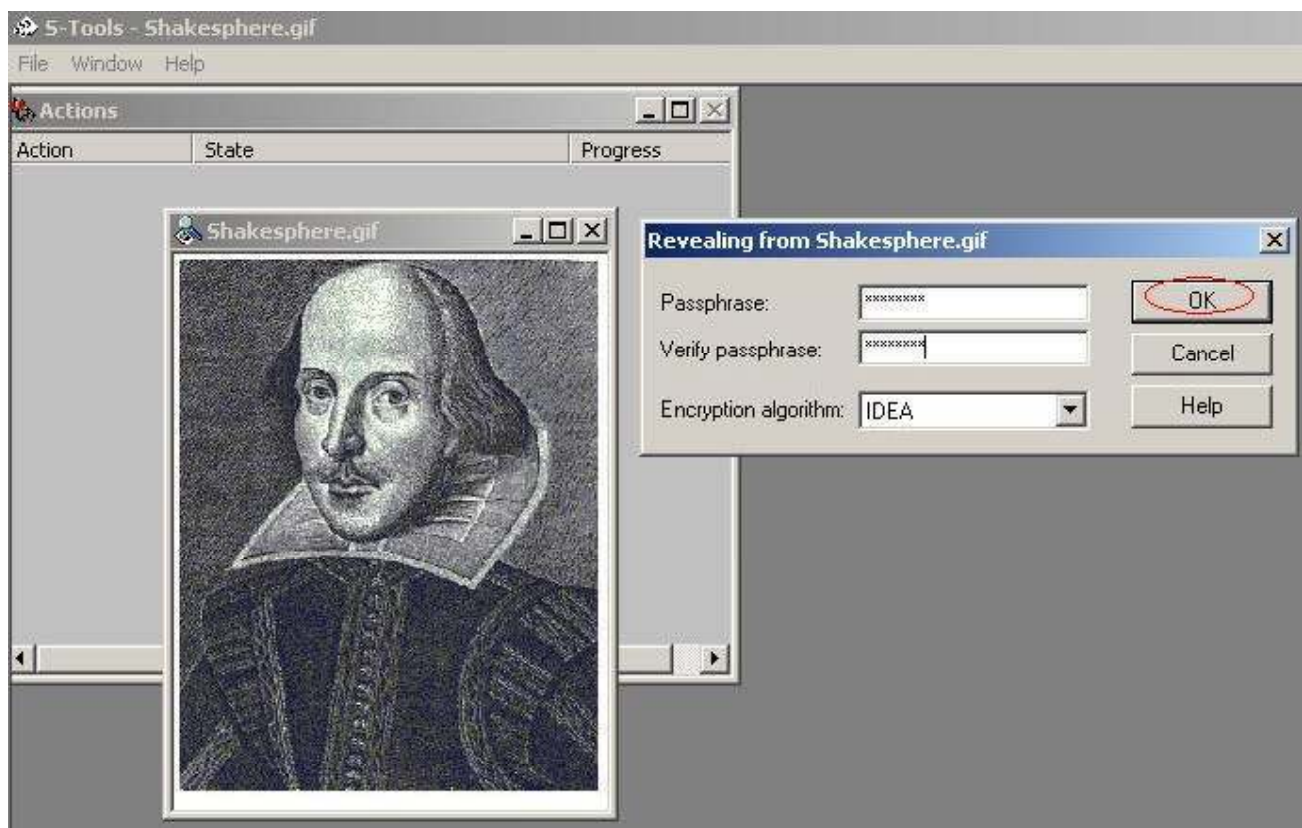 S-Tools - Shakesphere.gif
File Window Help
Actions
Action State Progress
Shakesphere.gif
Revealing from Shakesphere.gif
Passphrase: ********
OK
Verify passphrase: ********
Cancel
Encryption algorithm: IDEA
Help